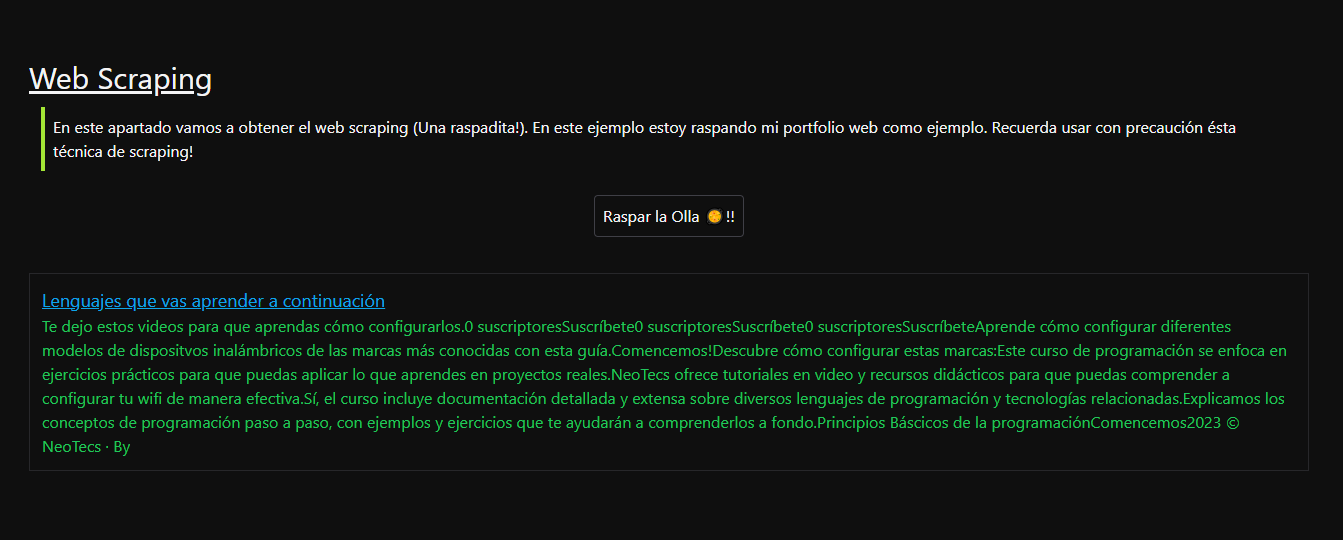 Web Scraping
En este apartado vamos a obtener el web scraping (Una raspadita!). En este ejemplo estoy raspando mi portfolio web como ejemplo. Recuerda usar con precaución ésta
técnica de scraping!
Raspar la Olla 🥘!!
Lenguajes que vas aprender a continuación
Te dejo estos videos para que aprendas cómo configurarlos.0 suscriptoresSuscríbete0 suscriptoresSuscríbete0 suscriptoresSuscríbeteAprende cómo configurar diferentes
modelos de dispositvos inalámbricos de las marcas más conocidas con esta guía.Comencemos!Descubre cómo configurar estas marcas:Este curso de programación se enfoca en
ejercicios prácticos para que puedas aplicar lo que aprendes en proyectos reales.NeoTecs ofrece tutoriales en video y recursos didácticos para que puedas comprender a
configurar tu wifi de manera efectiva.Sí, el curso incluye documentación detallada y extensa sobre diversos lenguajes de programación y tecnologías relacionadas.Explicamos los
conceptos de programación paso a paso, con ejemplos y ejercicios que te ayudarán a comprenderlos a fondo.Principios Báscicos de la programaciónComencemos2023 ©
NeoTecs · By